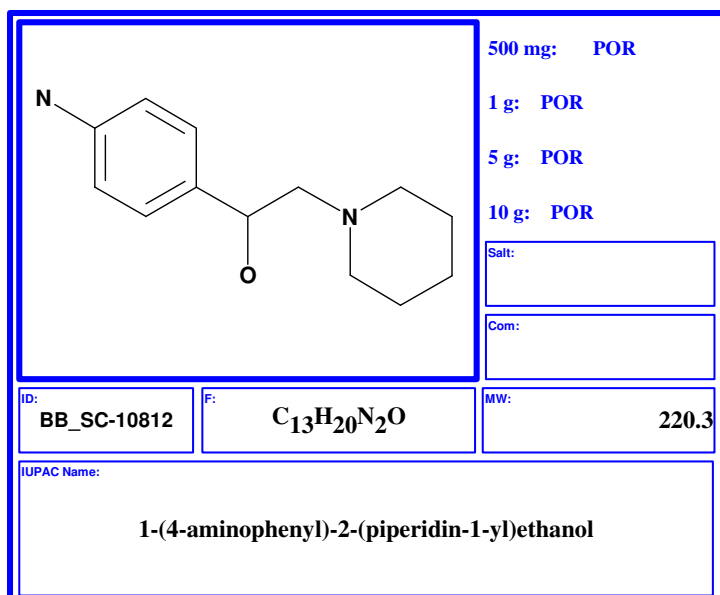 N
N
O
500 mg: POR
1 g: POR
5 g: POR
10 g: POR
Salt:
Com:
ID:
BB_SC-10812
F:
C13H20N2O
MW:
220.3
IUPAC Name:
1-(4-aminophenyl)-2-(piperidin-1-yl)ethanol